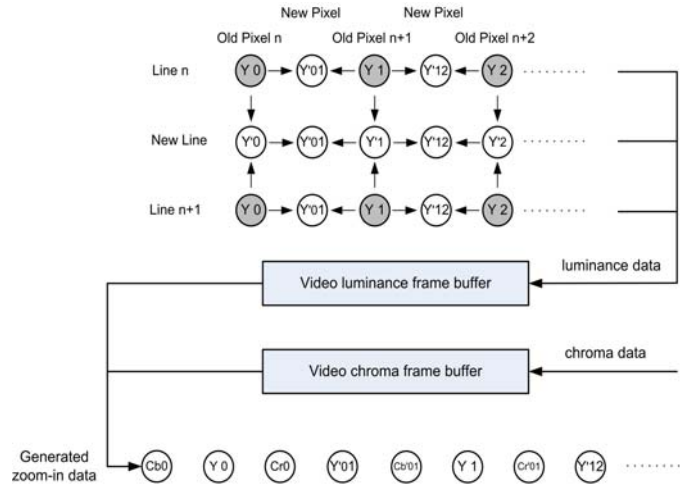 New Pixel New Pixel
Old Pixel n Old Pixel n+1 Old Pixel n+2
Line n Y 0 Y'01 Y 1 Y'12 Y 2 ········
New Line Y'0 Y'01 Y'1 Y'12 Y'2 ········
Line n+1 Y 0 Y'01 Y 1 Y'12 Y 2 ········
luminance data
Video luminance frame buffer
chroma data
Video chroma frame buffer
Generated
zoom-in data
Cb0 Y 0 Cr0 Y'01 Cb'01 Y 1 Cr'01 Y'12 ········